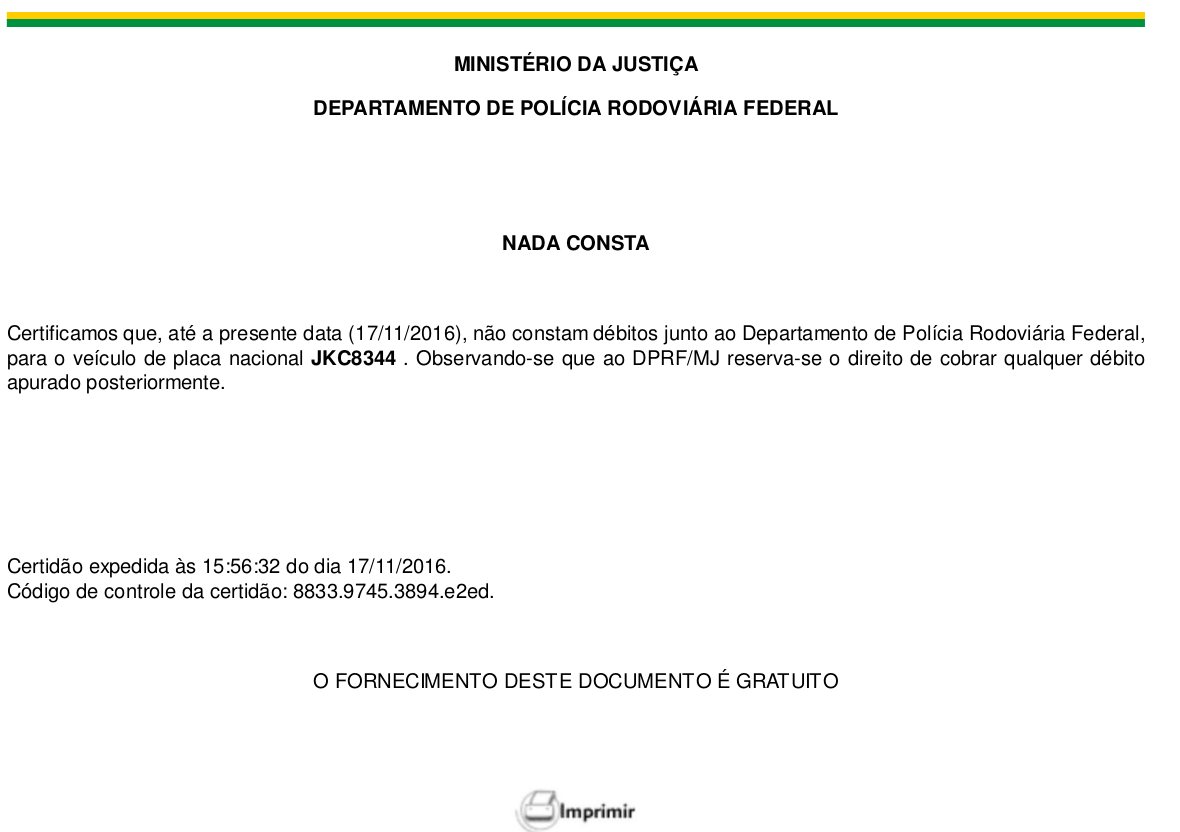 MINISTÉRIO DA JUSTIÇA
DEPARTAMENTO DE POLÍCIA RODOVIÁRIA FEDERAL
NADA CONSTA
Certificamos que, até a presente data (17/11/2016), não constam débitos junto ao Departamento de Polícia Rodoviária Federal,
para o veículo de placa nacional JKC8344 . Observando-se que ao DPRF/MJ reserva-se o direito de cobrar qualquer débito
apurado posteriormente.
Certidão expedida às 15:56:32 do dia 17/11/2016.
Código de controle da certidão: 8833.9745.3894.e2ed.
O FORNECIMENTO DESTE DOCUMENTO É GRATUITO
Imprimir